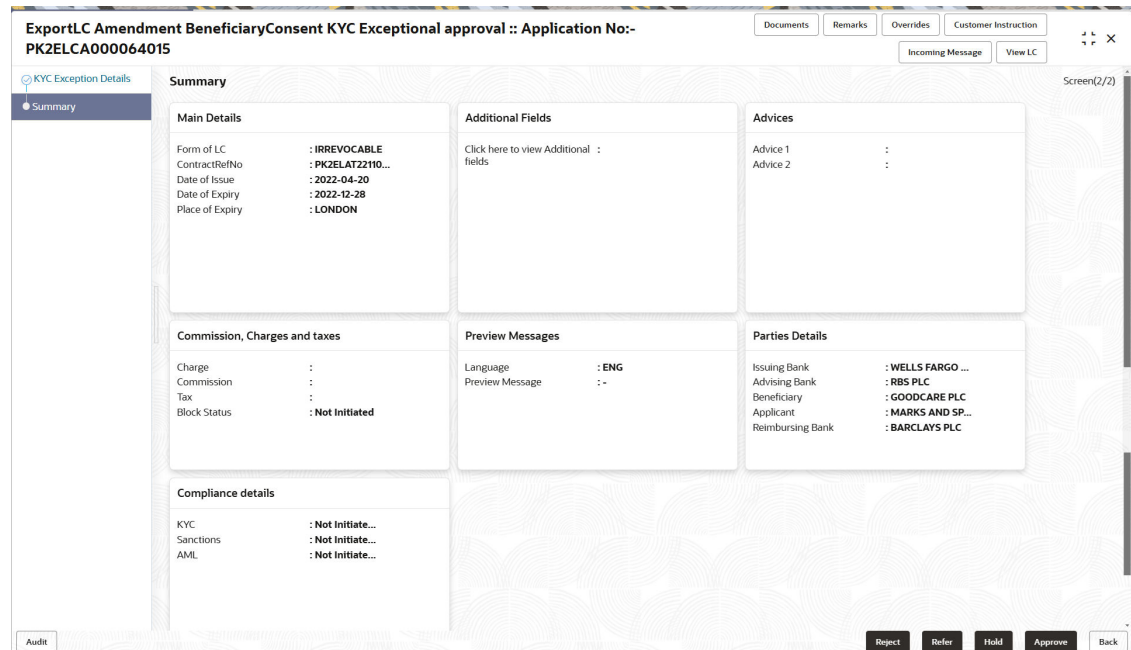 ExportLC Amendment BeneficiaryConsent KYC Exceptional approval :: Application No:-
PK2ELCA000064015
Documents
Remarks
Overrides
Customer Instruction
Incoming Message
View LC
KYC Exception Details
Summary
Summary
Screen(2/2)
Main Details
Form of LC : IRREVOCABLE
ContractRefNo : PK2ELAT22110...
Date of Issue : 2022-04-20
Date of Expiry : 2022-12-28
Place of Expiry : LONDON
Additional Fields
Click here to view Additional :
fields
Advices
Advice 1 :
Advice 2 :
Commission, Charges and taxes
Charge :
Commission :
Tax :
Block Status : Not Initiated
Preview Messages
Language : ENG
Preview Message : -
Parties Details
Issuing Bank : WELLS FARGO ...
Advising Bank : RBS PLC
Beneficiary : GOODCARE PLC
Applicant : MARKS AND SP...
Reimbursing Bank : BARCLAYS PLC
Compliance details
KYC : Not Initiate...
Sanctions : Not Initiate...
AML : Not Initiate...
Audit
Reject
Refer
Hold
Approve
Back